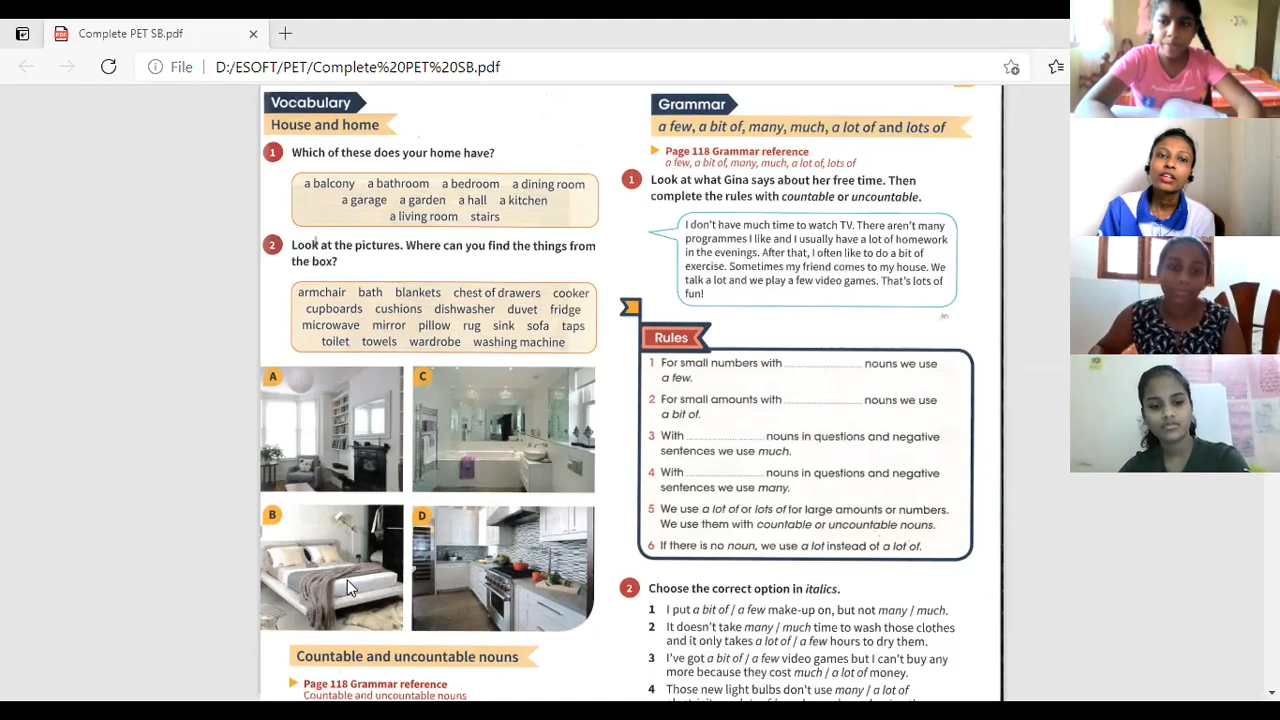 Complete PET SB.pdf
File
D:/ESOFT/PET/Complete%20PET%20SB.pdf
Vocabulary
House and home
1 Which of these does your home have?
a balcony a bathroom a bedroom a dining room
a garage a garden a hall a kitchen
a living room stairs
2 Look at the pictures. Where can you find the things from
the box?
armchair bath blankets chest of drawers cooker
cupboards cushions dishwasher duvet fridge
microwave mirror pillow rug sink sofa taps
toilet towels wardrobe washing machine
A
C
B
D
Countable and uncountable nouns
Page 118 Grammar reference
Countable and uncountable nouns
Grammar
a few, a bit of, many, much, a lot of and lots of
Page 118 Grammar reference
a few, a bit of, many, much, a lot of, lots of
1 Look at what Gina says about her free time. Then
complete the rules with countable or uncountable.
I don't have much time to watch TV. There aren't many
programmes I like and I usually have a lot of homework
in the evenings. After that, I often like to do a bit of
exercise. Sometimes my friend comes to my house. We
talk a lot and we play a few video games. That's lots of
fun!
Rules
1 For small numbers with .................... nouns we use
a few.
2 For small amounts with .................... nouns we use
a bit of.
3 With .................... nouns in questions and negative
sentences we use much.
4 With .................... nouns in questions and negative
sentences we use many.
5 We use a lot of or lots of for large amounts or numbers.
We use them with countable or uncountable nouns.
6 If there is no noun, we use a lot instead of a lot of.
2 Choose the correct option in italics.
1 I put a bit of / a few make-up on, but not many / much.
2 It doesn't take many / much time to wash those clothes
and it only takes a lot of / a few hours to dry them.
3 I've got a bit of / a few video games but I can't buy any
more because they cost much / a lot of money.
4 Those new light bulbs don't use many / a lot of